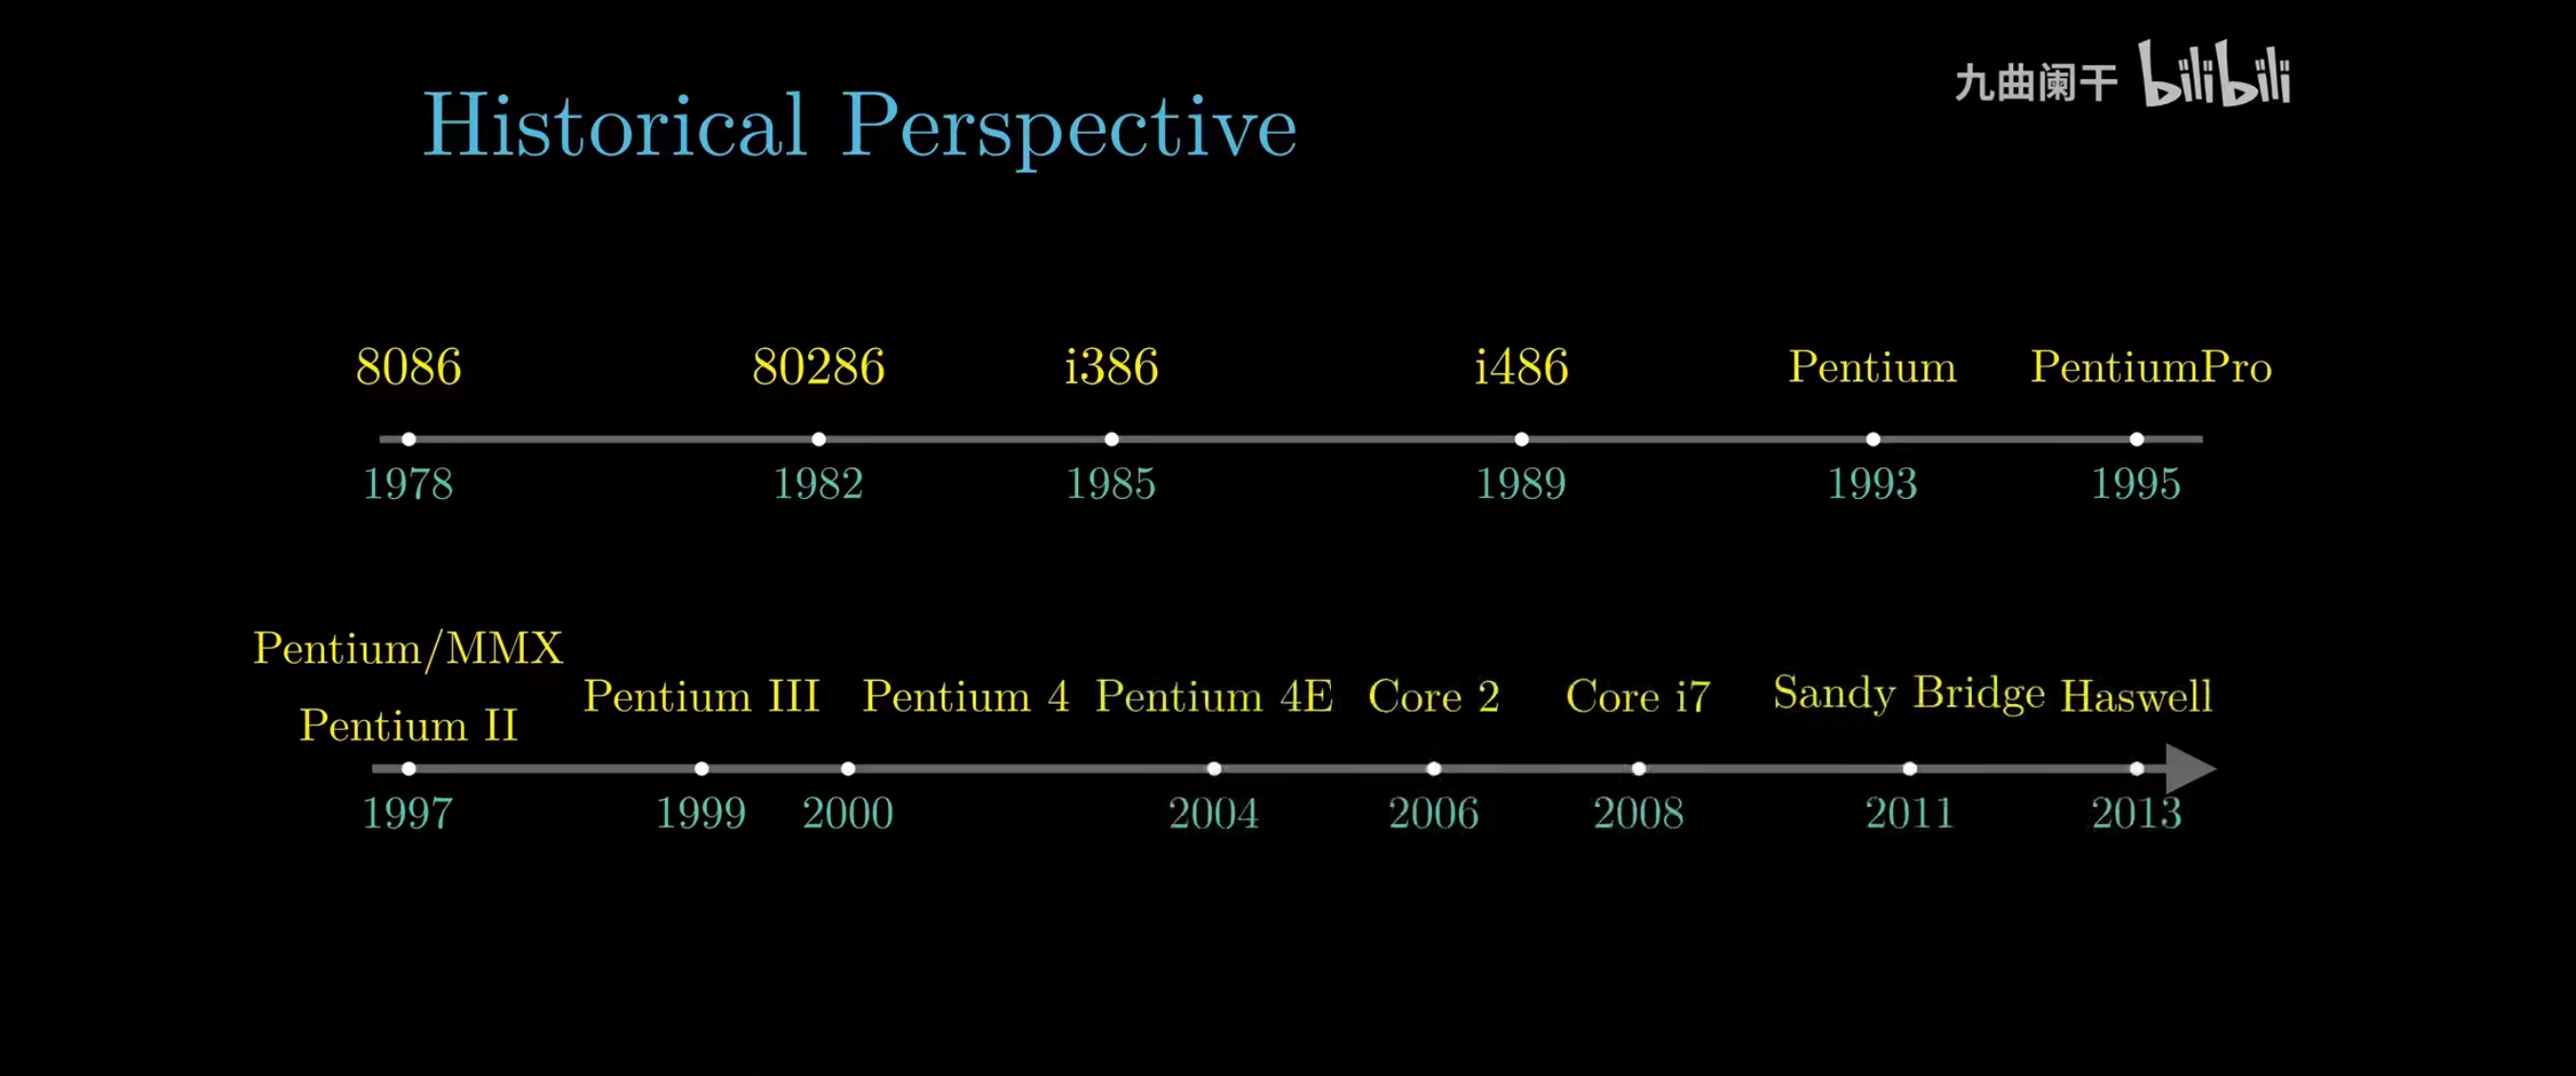 九曲阑干 bilibili
Historical Perspective
8086 80286 i386 i486 Pentium PentiumPro
1978 1982 1985 1989 1993 1995
Pentium/MMX
Pentium II Pentium III Pentium 4 Pentium 4E Core 2 Core i7 Sandy Bridge Haswell
1997 1999 2000 2004 2006 2008 2011 2013